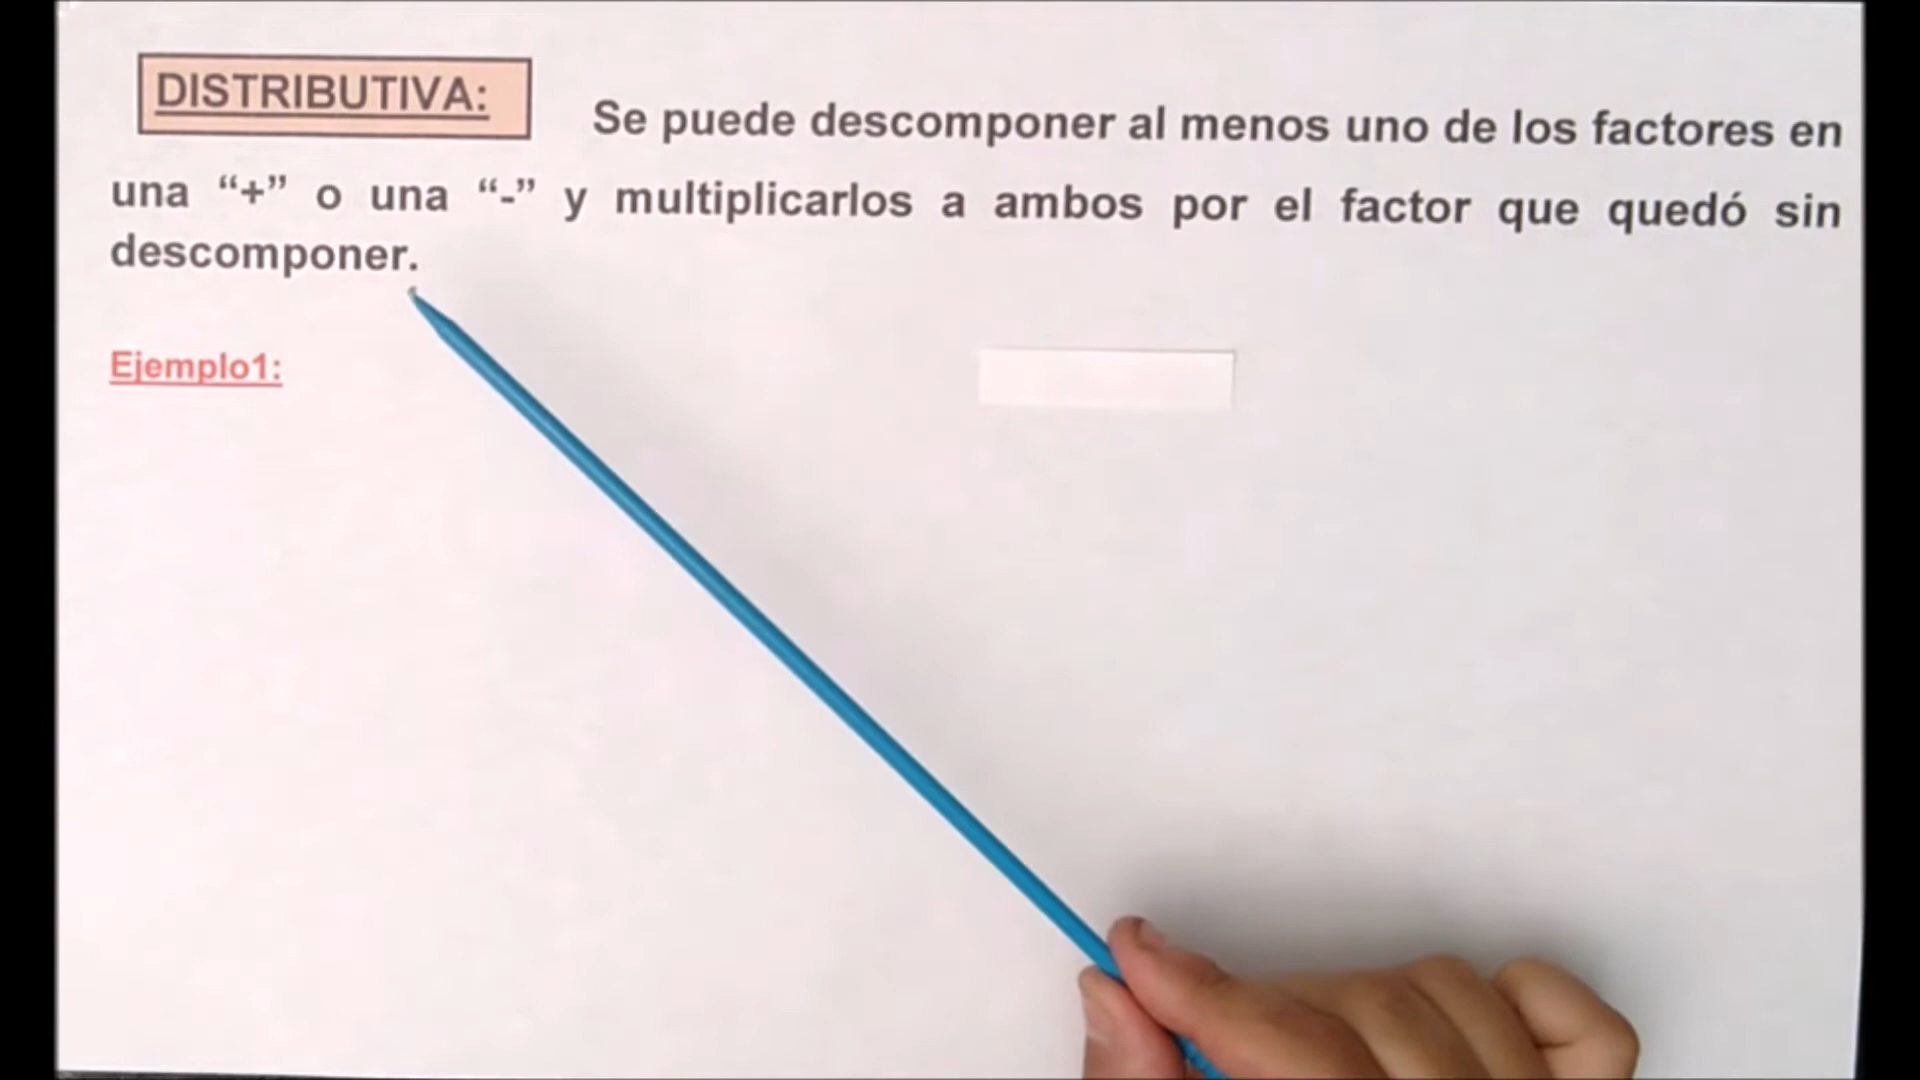 DISTRIBUTIVA: Se puede descomponer al menos uno de los factores en
una “+” o una “-” y multiplicarlos a ambos por el factor que quedó sin
descomponer.
Ejemplo1: